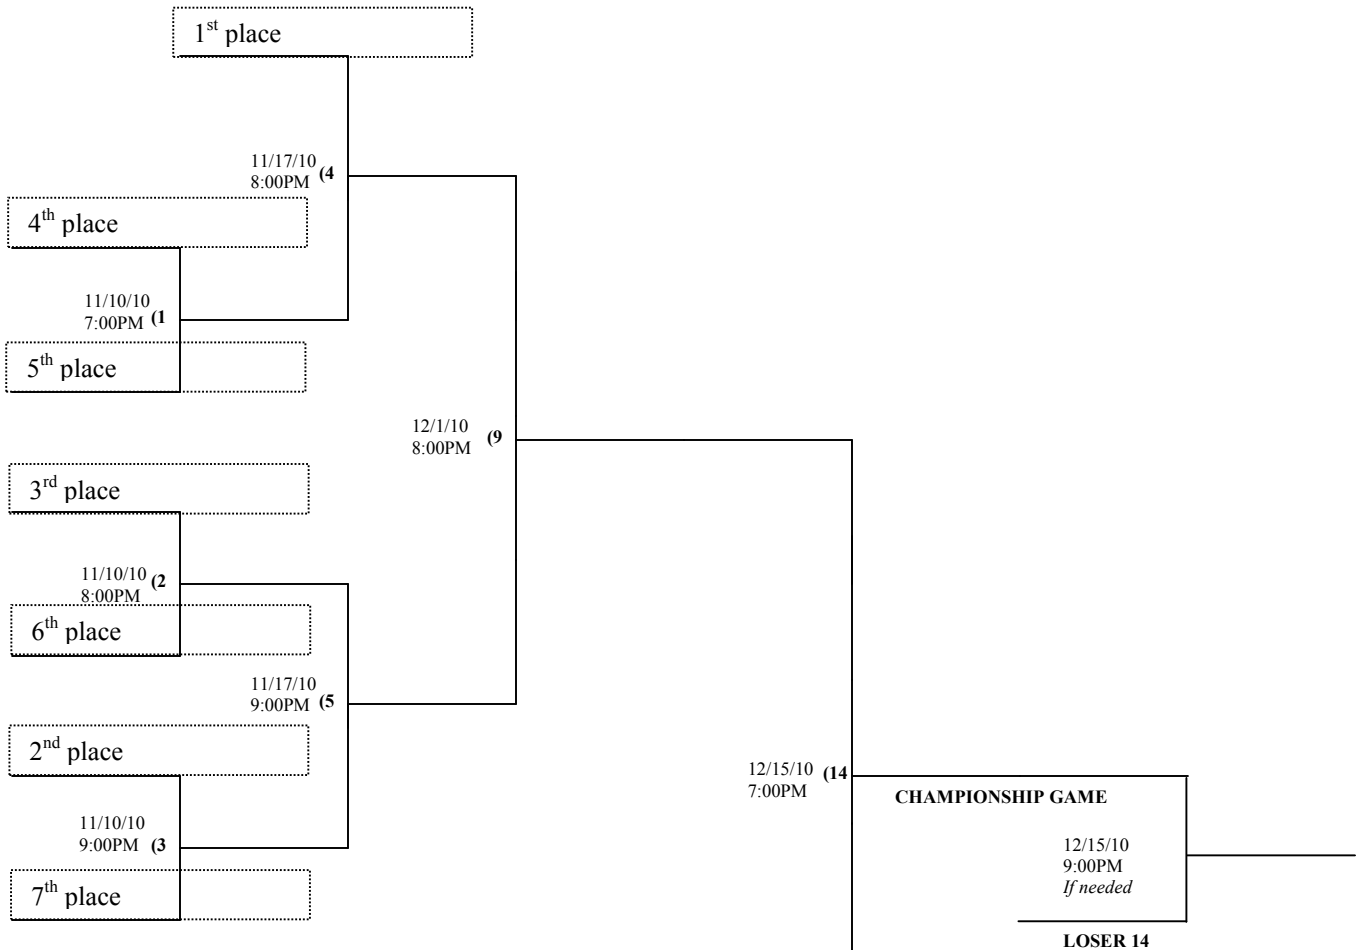 1st place
11/17/10
8:00PM (4
4th place
11/10/10
7:00PM (1
5th place
12/1/10
8:00PM (9
3rd place
11/10/10 (2
8:00PM
6th place
11/17/10
9:00PM (5
2nd place
12/15/10 (14
7:00PM
CHAMPIONSHIP GAME
11/10/10
9:00PM (3
12/15/10
9:00PM
If needed
7th place
LOSER 14